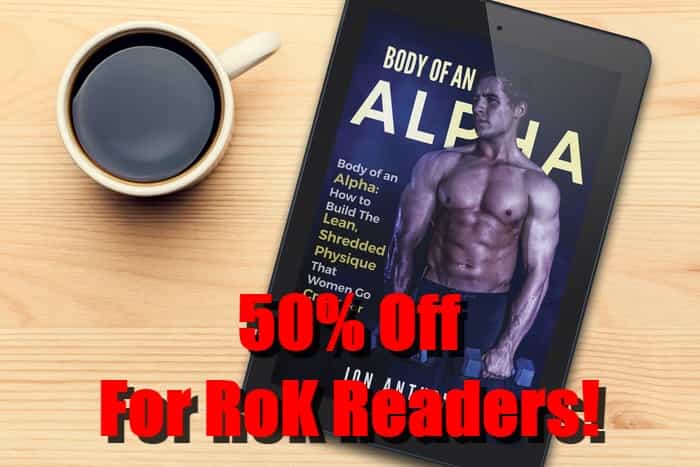 BODY OF AN
ALPHA
Body of an
Alpha:
How to
Build The
Lean,
Shredded
Physique
That
Women Go
50% Off
JON
For RoK Readers!